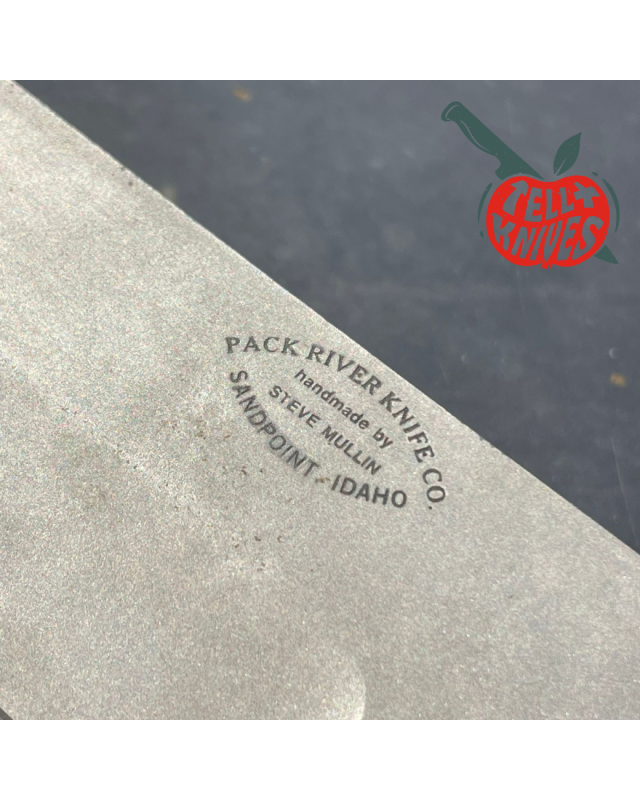 TELLY
KNIVES
PACK RIVER KNIFE CO.
handmade by
STEVE MULLIN
SANDPOINT - IDAHO